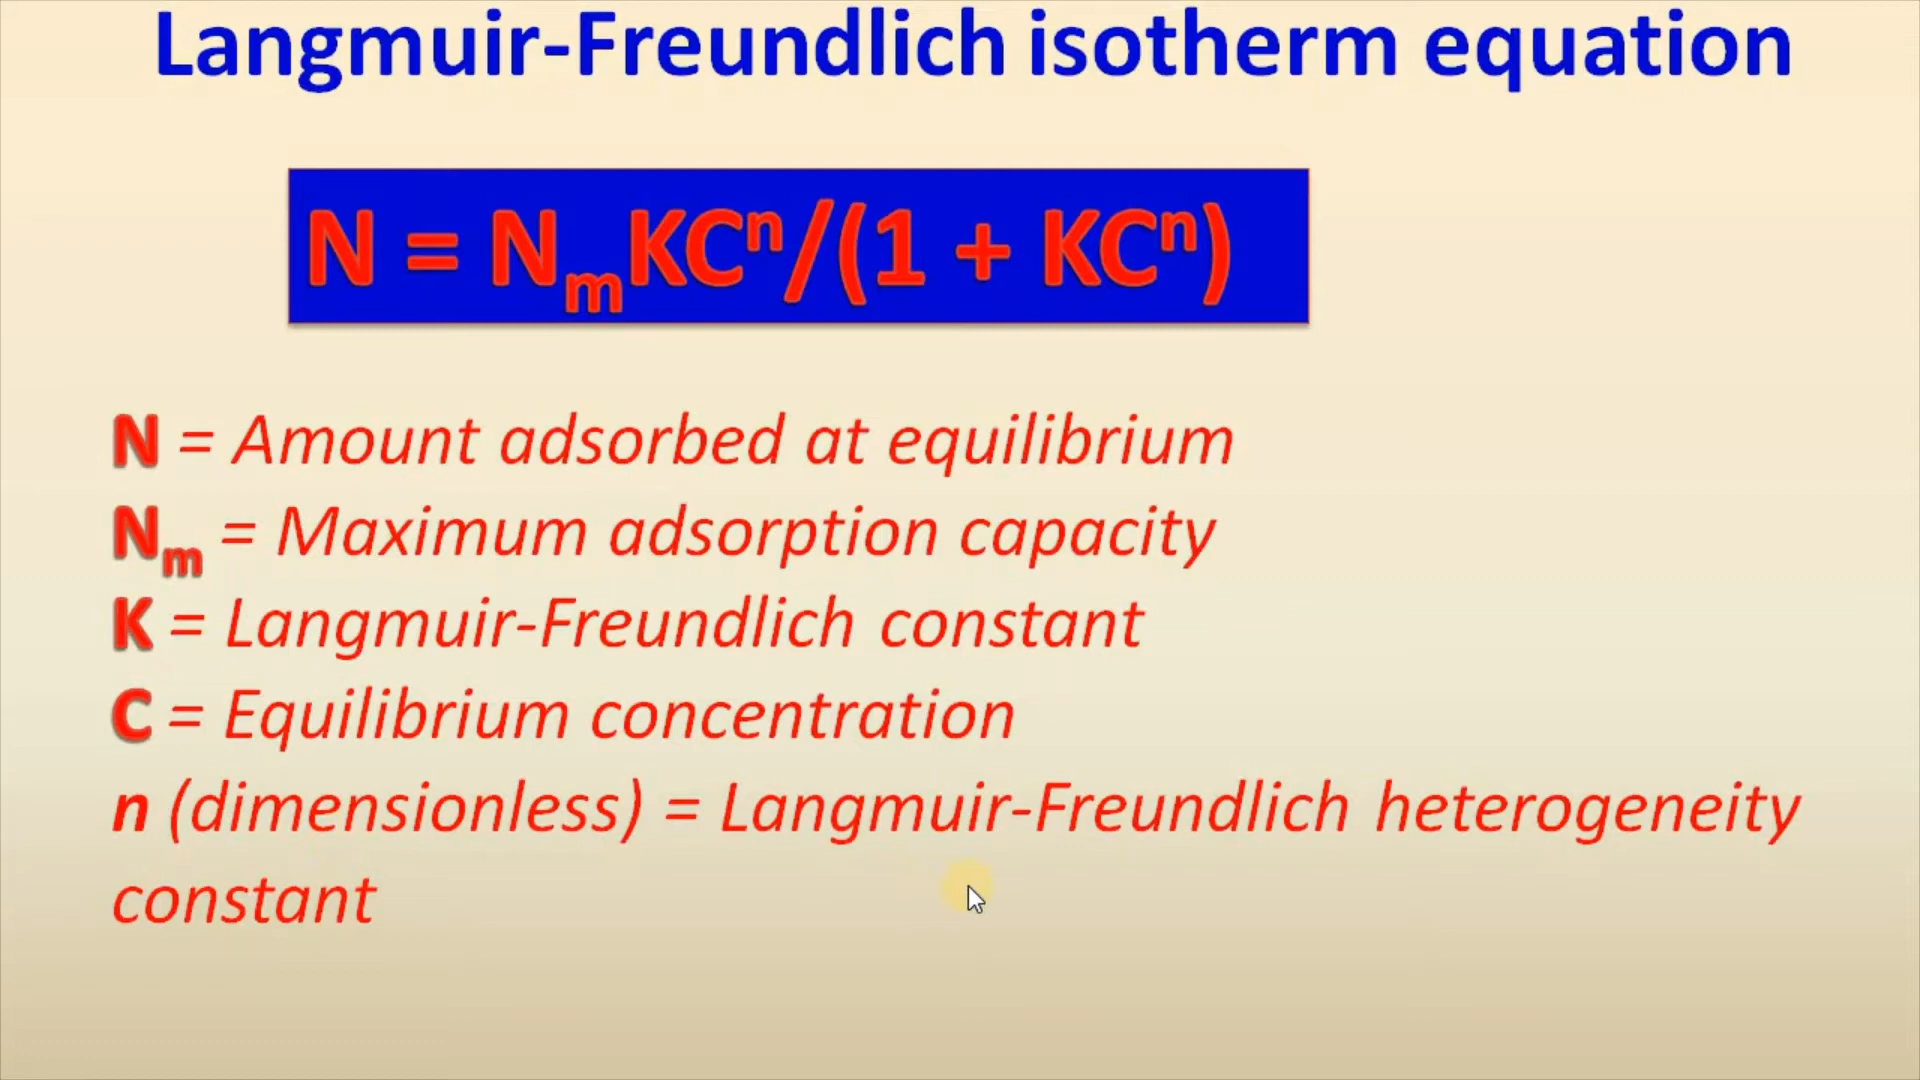 Langmuir-Freundlich isotherm equation
N = NₘKCⁿ/(1 + KCⁿ)
N = Amount adsorbed at equilibrium
Nₘ = Maximum adsorption capacity
K = Langmuir-Freundlich constant
C = Equilibrium concentration
n (dimensionless) = Langmuir-Freundlich heterogeneity
constant